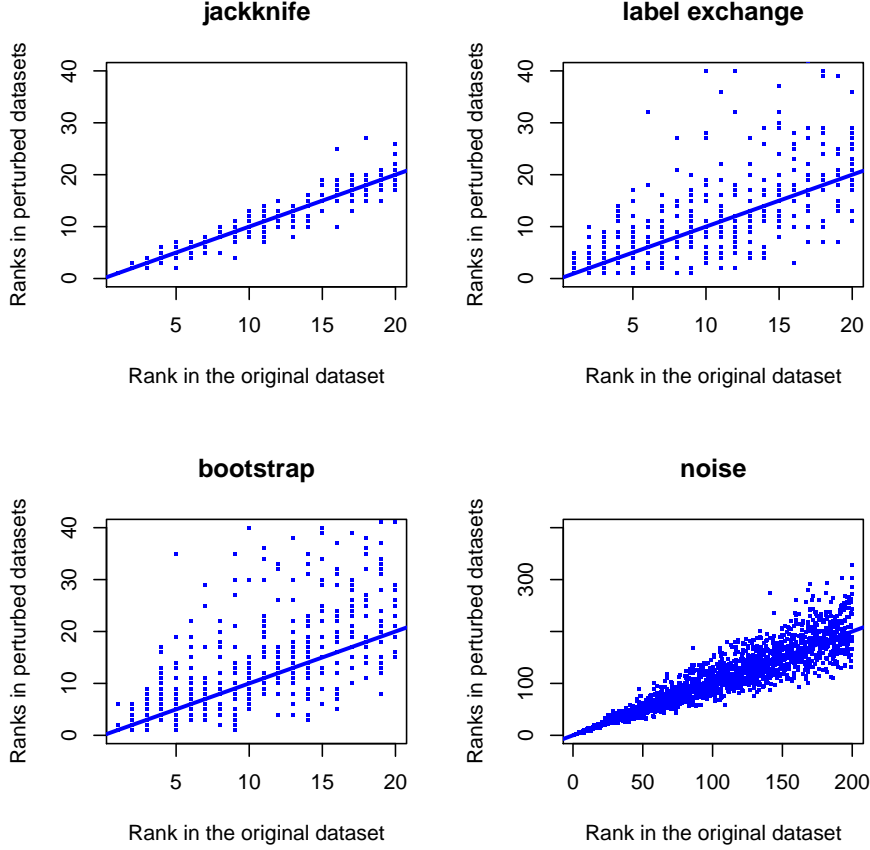 jackknife
Ranks in perturbed datasets
0 10 20 30 40
5 10 15 20
Rank in the original dataset
label exchange
Ranks in perturbed datasets
0 10 20 30 40
5 10 15 20
Rank in the original dataset
bootstrap
Ranks in perturbed datasets
0 10 20 30 40
5 10 15 20
Rank in the original dataset
noise
Ranks in perturbed datasets
0 100 300
0 50 100 150 200
Rank in the original dataset